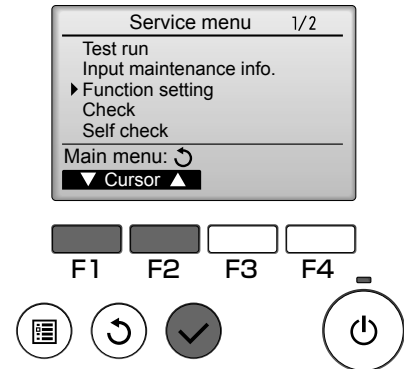 Service menu 1/2
Test run
Input maintenance info.
Function setting
Check
Self check
Main menu:
▼ Cursor ▲
F1 F2 F3 F4